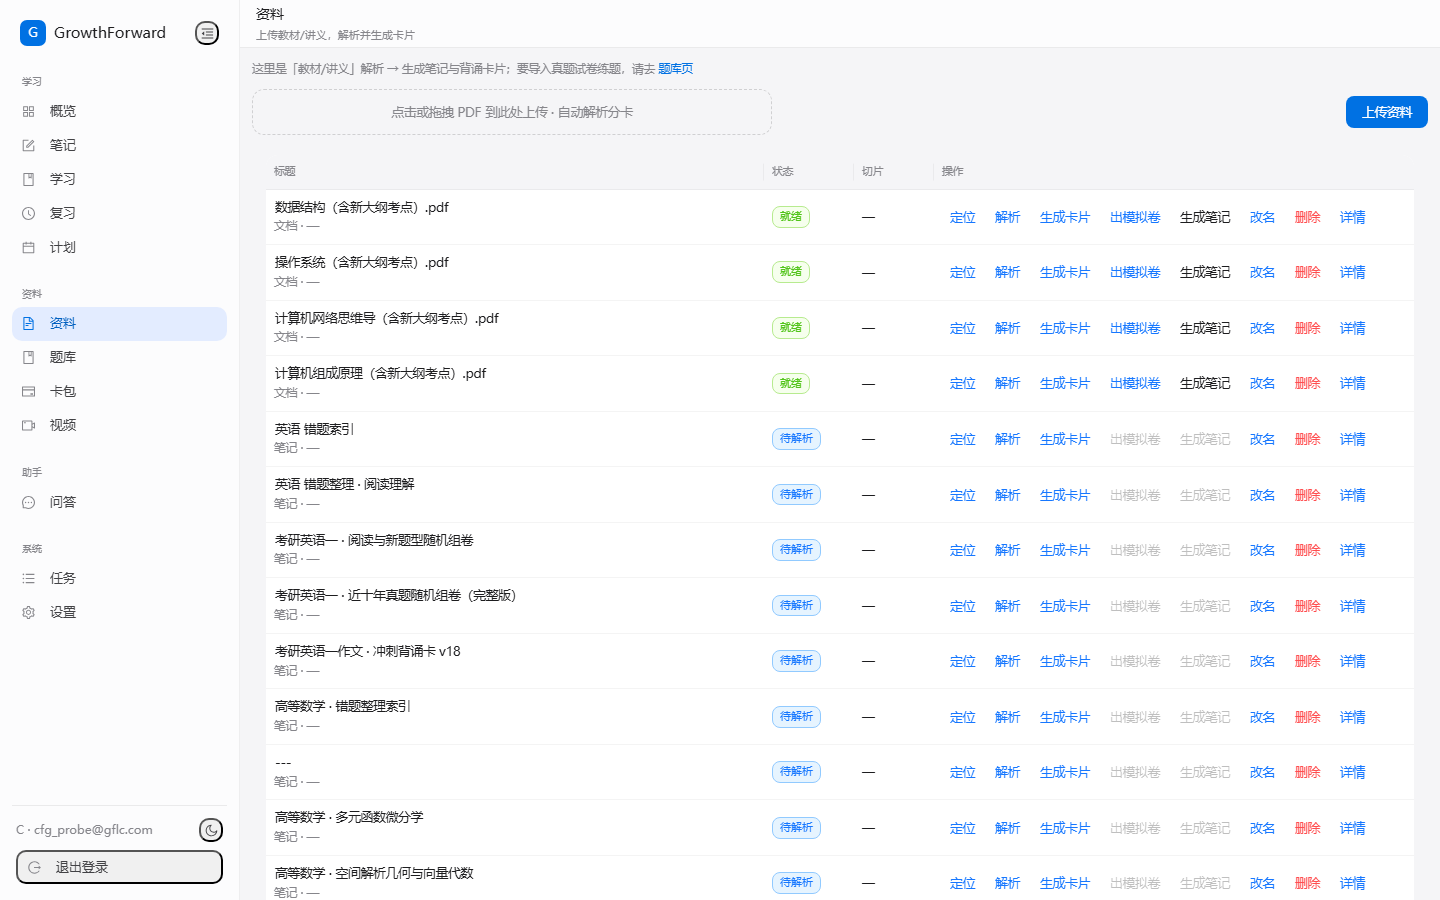 G GrowthForward
学习
概览
笔记
学习
复习
计划
资料
资料
题库
卡包
视频
助手
问答
系统
任务
设置
C · cfg_probe@gflc.com
退出登录
资料
上传教材/讲义，解析并生成卡片
这里是「教材/讲义」解析 → 生成笔记与背诵卡片；要导入真题试卷练题，请去 题库页
点击或拖拽 PDF 到此处上传 · 自动解析分卡
上传资料
标题 状态 切片 操作
数据结构（含新大纲考点）.pdf
文档 · —
就绪 — 定位 解析 生成卡片 出模拟卷 生成笔记 改名 删除 详情
操作系统（含新大纲考点）.pdf
文档 · —
就绪 — 定位 解析 生成卡片 出模拟卷 生成笔记 改名 删除 详情
计算机网络思维导（含新大纲考点）.pdf
文档 · —
就绪 — 定位 解析 生成卡片 出模拟卷 生成笔记 改名 删除 详情
计算机组成原理（含新大纲考点）.pdf
文档 · —
就绪 — 定位 解析 生成卡片 出模拟卷 生成笔记 改名 删除 详情
英语 错题索引
笔记 · —
待解析 — 定位 解析 生成卡片 出模拟卷 生成笔记 改名 删除 详情
英语 错题整理 · 阅读理解
笔记 · —
待解析 — 定位 解析 生成卡片 出模拟卷 生成笔记 改名 删除 详情
考研英语一 · 阅读与新题型随机组卷
笔记 · —
待解析 — 定位 解析 生成卡片 出模拟卷 生成笔记 改名 删除 详情
考研英语一 · 近十年真题随机组卷（完整版）
笔记 · —
待解析 — 定位 解析 生成卡片 出模拟卷 生成笔记 改名 删除 详情
考研英语一作文 · 冲刺背诵卡 v18
笔记 · —
待解析 — 定位 解析 生成卡片 出模拟卷 生成笔记 改名 删除 详情
高等数学 · 错题整理索引
笔记 · —
待解析 — 定位 解析 生成卡片 出模拟卷 生成笔记 改名 删除 详情
---
笔记 · —
待解析 — 定位 解析 生成卡片 出模拟卷 生成笔记 改名 删除 详情
高等数学 · 多元函数微分学
笔记 · —
待解析 — 定位 解析 生成卡片 出模拟卷 生成笔记 改名 删除 详情
高等数学 · 空间解析几何与向量代数
笔记 · —
待解析 — 定位 解析 生成卡片 出模拟卷 生成笔记 改名 删除 详情